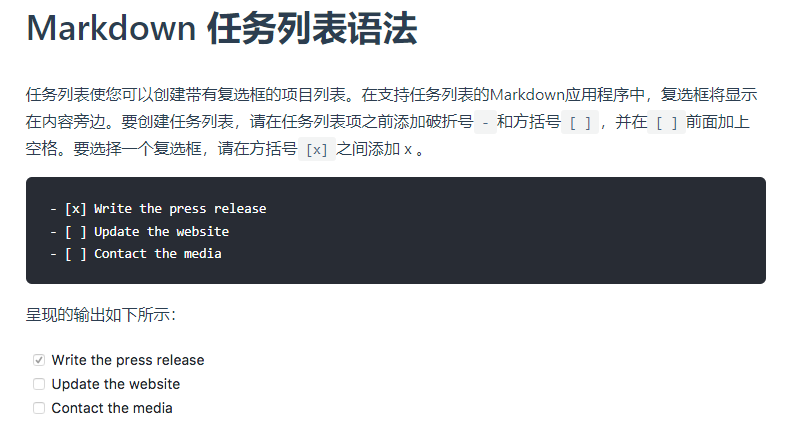 Markdown 任务列表语法
任务列表使您可以创建带有复选框的项目列表。在支持任务列表的Markdown应用程序中，复选框将显示
在内容旁边。要创建任务列表，请在任务列表项之前添加破折号 - 和方括号 [ ] ，并在 [ ] 前面加上
空格。要选择一个复选框，请在方括号 [x] 之间添加 x 。
- [x] Write the press release
- [ ] Update the website
- [ ] Contact the media
呈现的输出如下所示：
Write the press release
Update the website
Contact the media